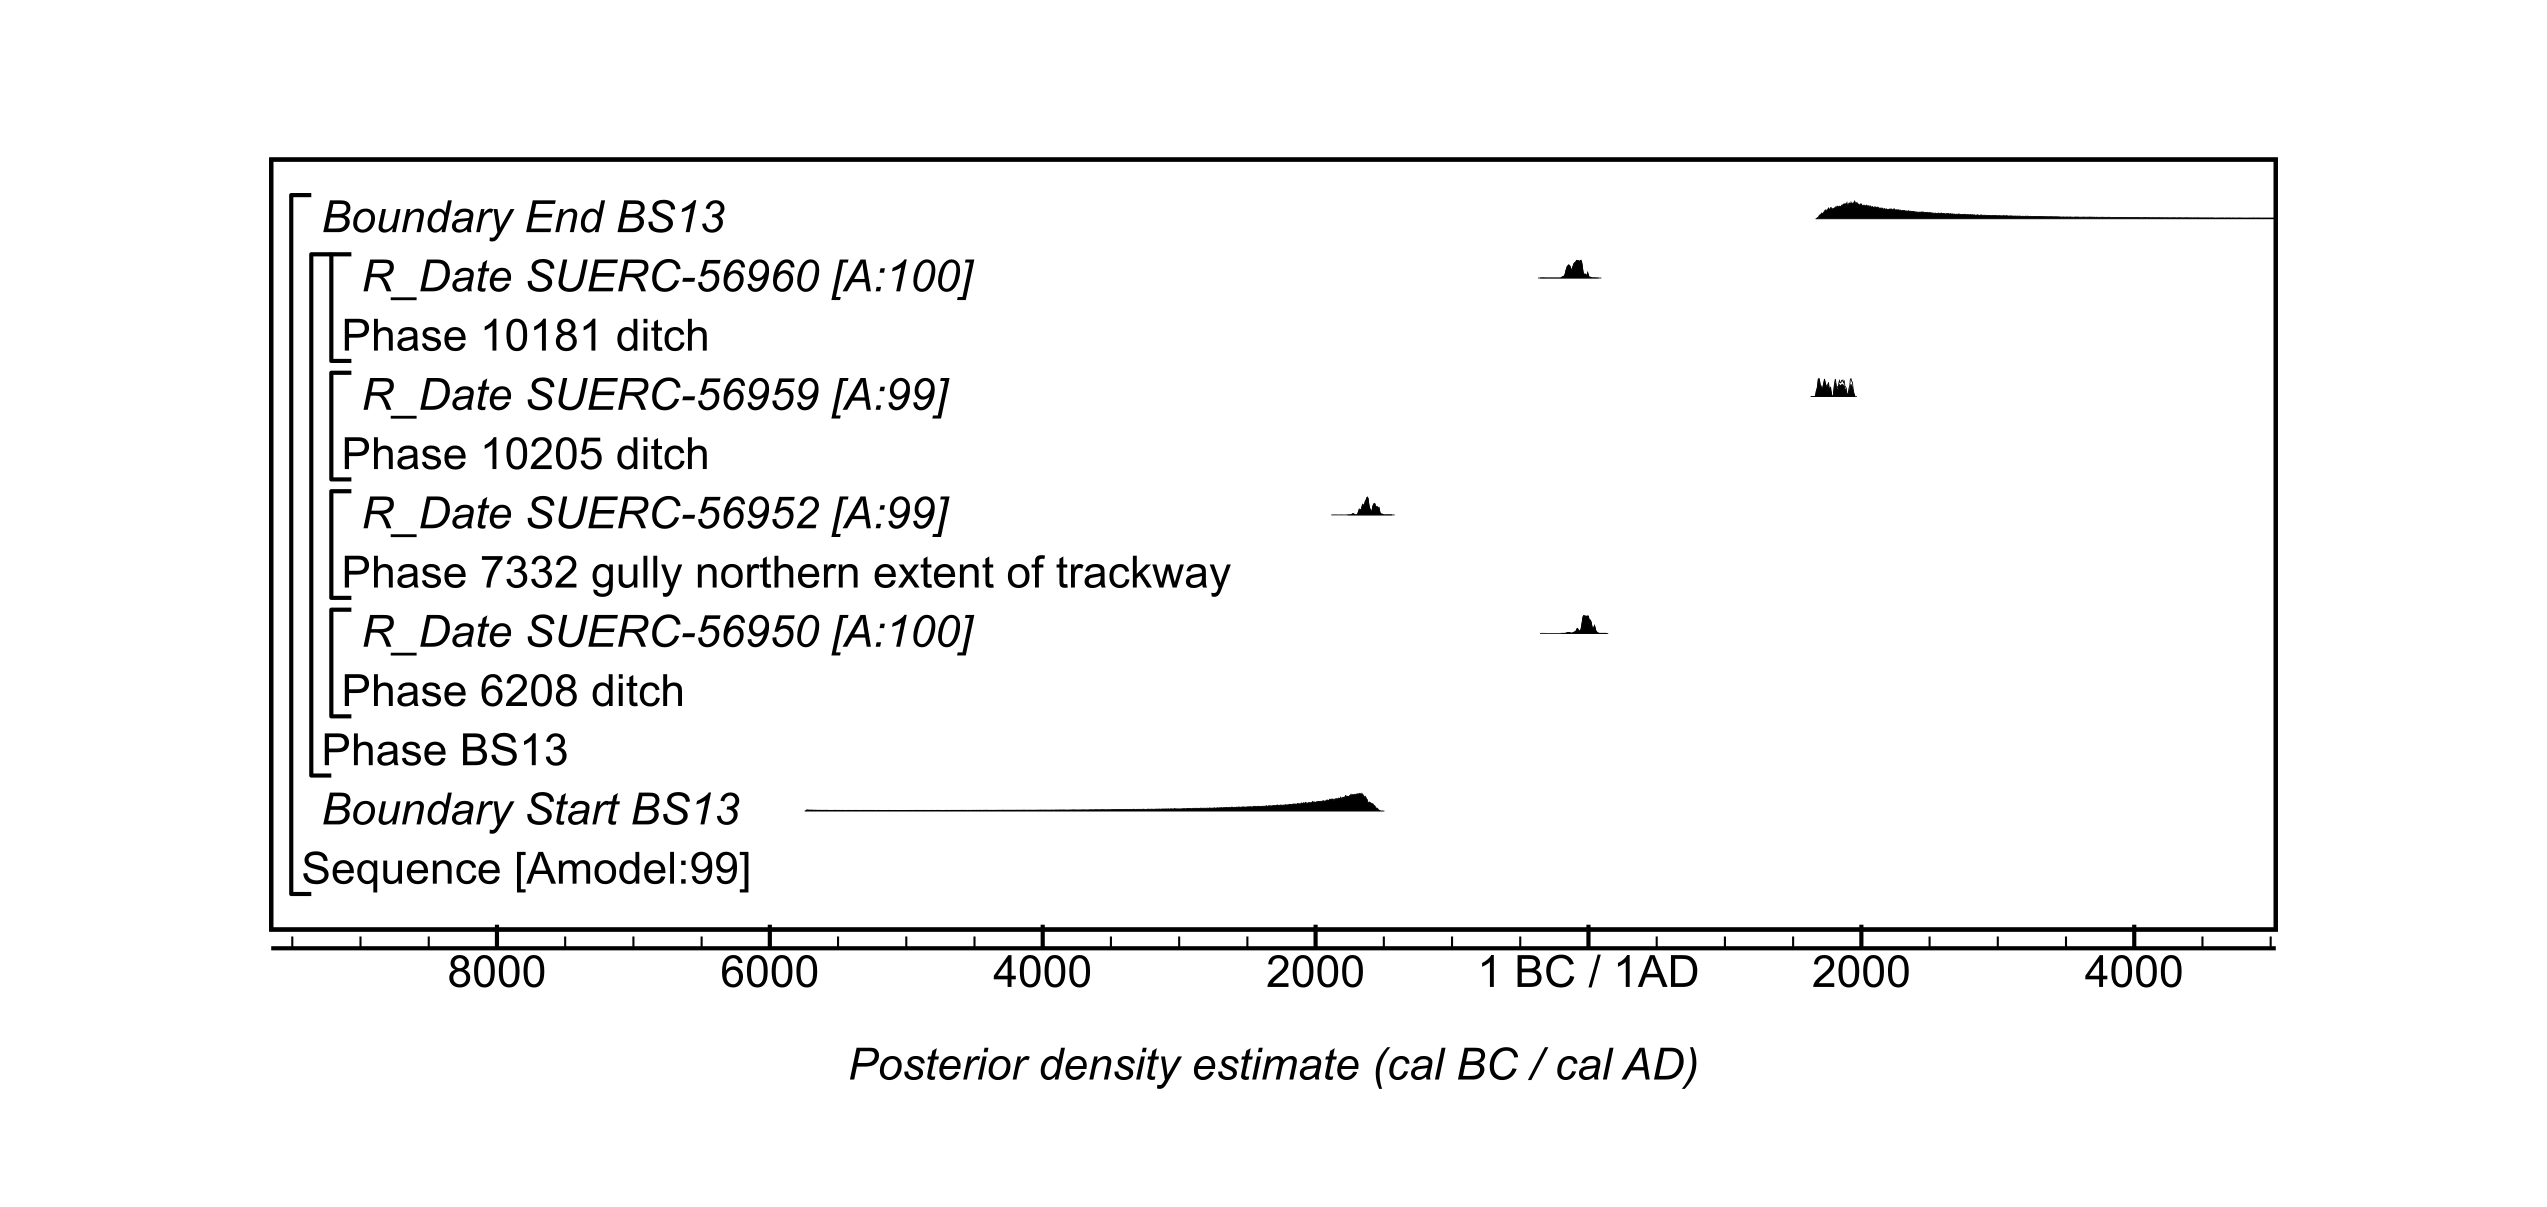 Boundary End BS13
R_Date SUERC-56960 [A:100]
Phase 10181 ditch
R_Date SUERC-56959 [A:99]
Phase 10205 ditch
R_Date SUERC-56952 [A:99]
Phase 7332 gully northern extent of trackway
R_Date SUERC-56950 [A:100]
Phase 6208 ditch
Phase BS13
Boundary Start BS13
Sequence [Amodel:99]
8000 6000 4000 2000 1 BC / 1AD 2000 4000
Posterior density estimate (cal BC / cal AD)